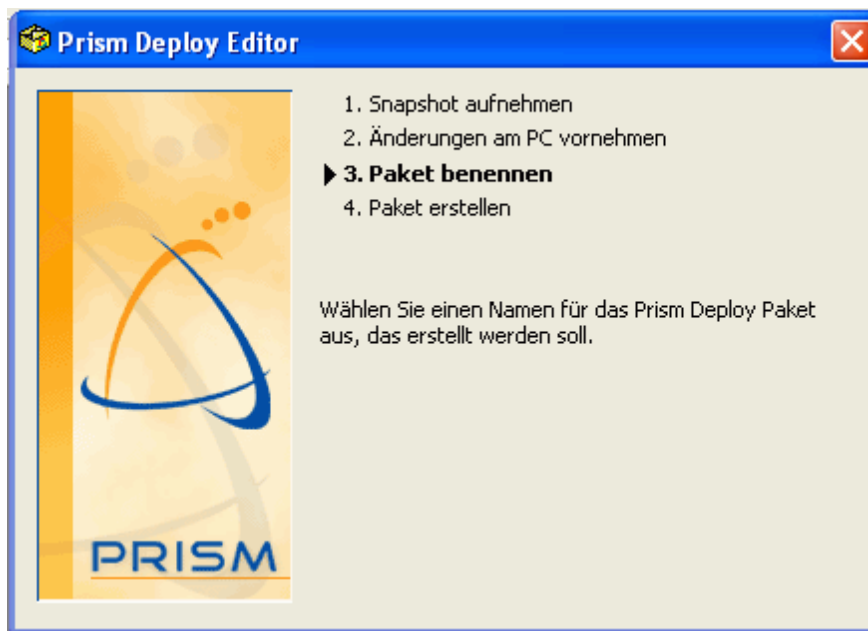 Prism Deploy Editor
1. Snapshot aufnehmen
2. Änderungen am PC vornehmen
3. Paket benennen
4. Paket erstellen
Wählen Sie einen Namen für das Prism Deploy Paket
aus, das erstellt werden soll.
PRISM